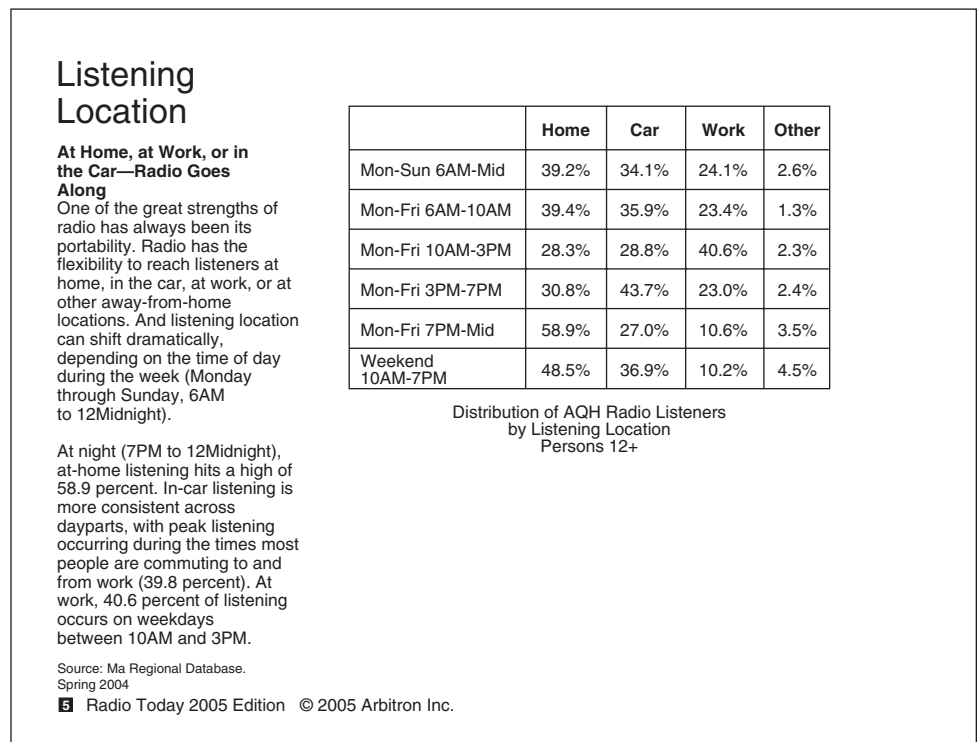 Listening
Location
At Home, at Work, or in
the Car—Radio Goes
Along
One of the great strengths of
radio has always been its
portability. Radio has the
flexibility to reach listeners at
home, in the car, at work, or at
other away-from-home
locations. And listening location
can shift dramatically,
depending on the time of day
during the week (Monday
through Sunday, 6AM
to 12Midnight).
At night (7PM to 12Midnight),
at-home listening hits a high of
58.9 percent. In-car listening is
more consistent across
dayparts, with peak listening
occurring during the times most
people are commuting to and
from work (39.8 percent). At
work, 40.6 percent of listening
occurs on weekdays
between 10AM and 3PM.
Home Car Work Other
Mon-Sun 6AM-Mid 39.2% 34.1% 24.1% 2.6%
Mon-Fri 6AM-10AM 39.4% 35.9% 23.4% 1.3%
Mon-Fri 10AM-3PM 28.3% 28.8% 40.6% 2.3%
Mon-Fri 3PM-7PM 30.8% 43.7% 23.0% 2.4%
Mon-Fri 7PM-Mid 58.9% 27.0% 10.6% 3.5%
Weekend
10AM-7PM 48.5% 36.9% 10.2% 4.5%
Distribution of AQH Radio Listeners
by Listening Location
Persons 12+
Source: Ma Regional Database.
Spring 2004
5 Radio Today 2005 Edition © 2005 Arbitron Inc.